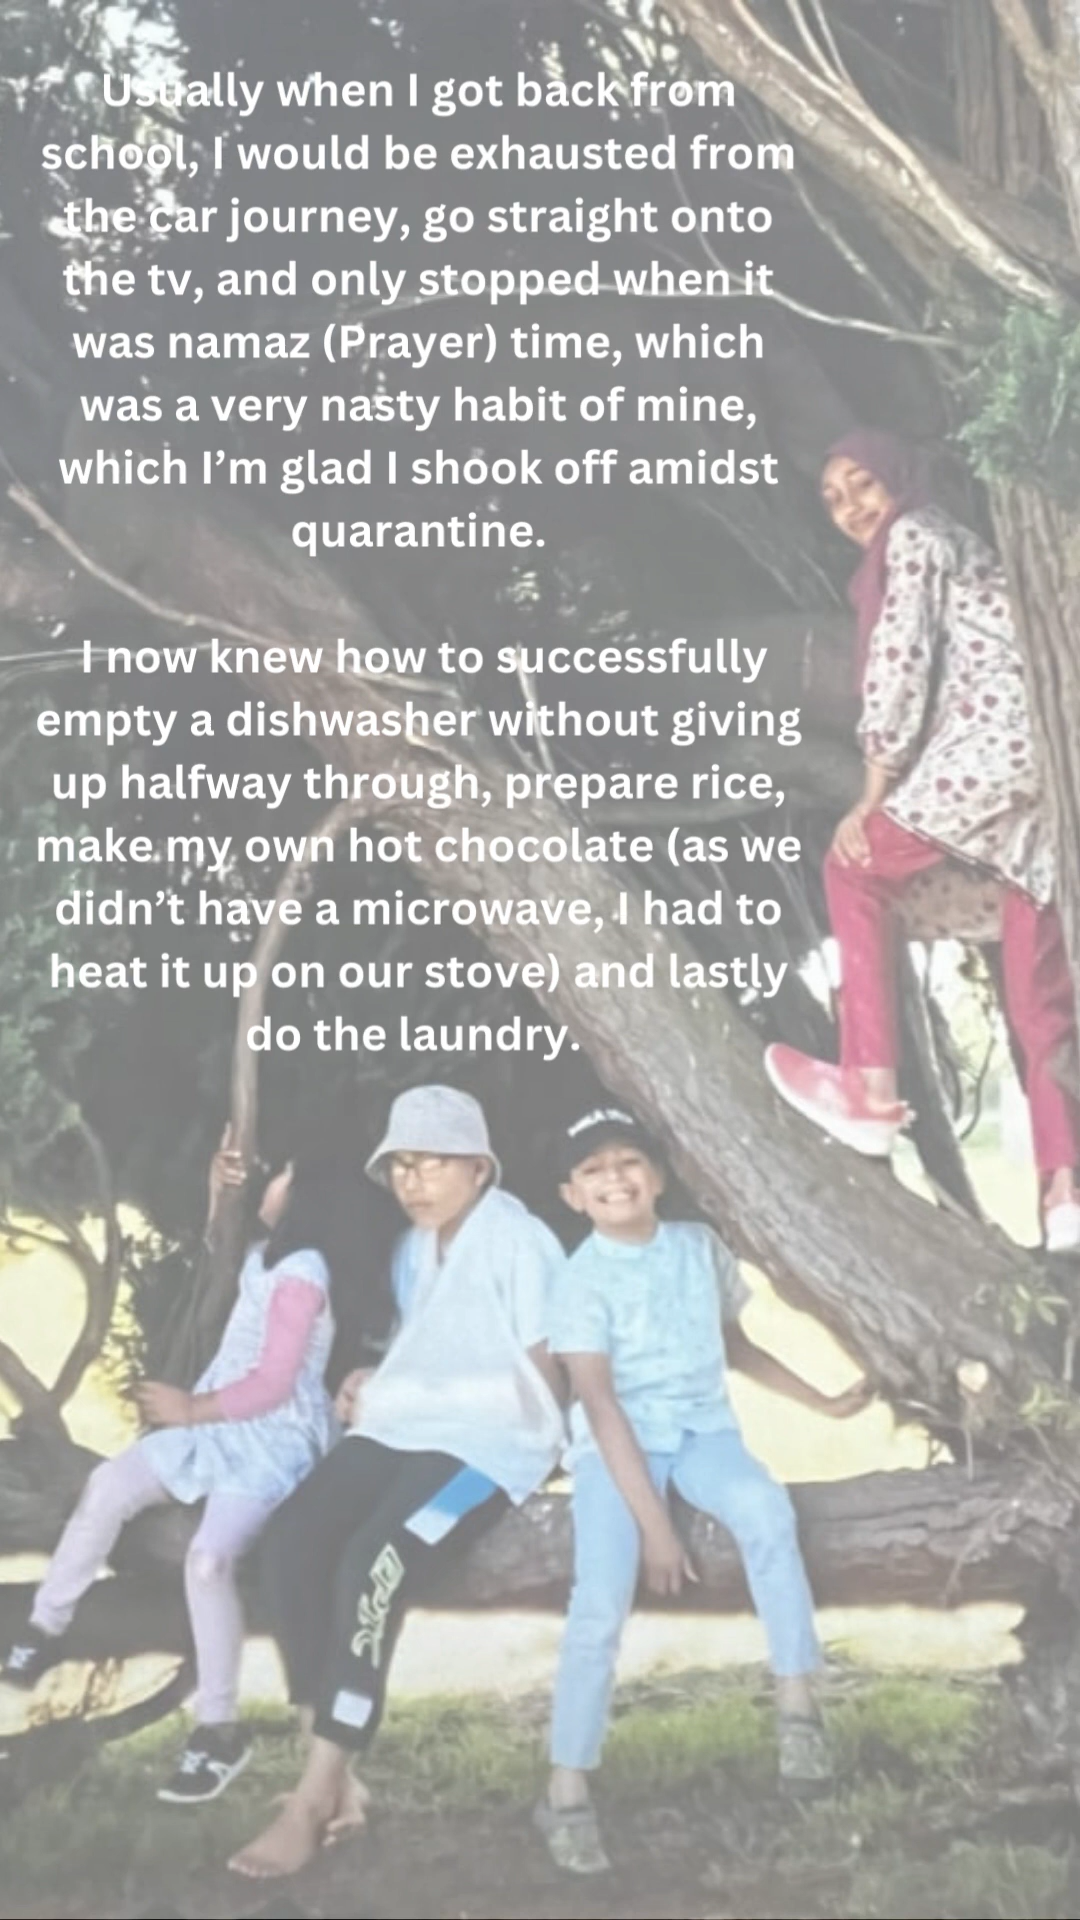 Usually when I got back from
school, I would be exhausted from
the car journey, go straight onto
the tv, and only stopped when it
was namaz (Prayer) time, which
was a very nasty habit of mine,
which I’m glad I shook off amidst
quarantine.
I now knew how to successfully
empty a dishwasher without giving
up halfway through, prepare rice,
make my own hot chocolate (as we
didn’t have a microwave, I had to
heat it up on our stove) and lastly
do the laundry.